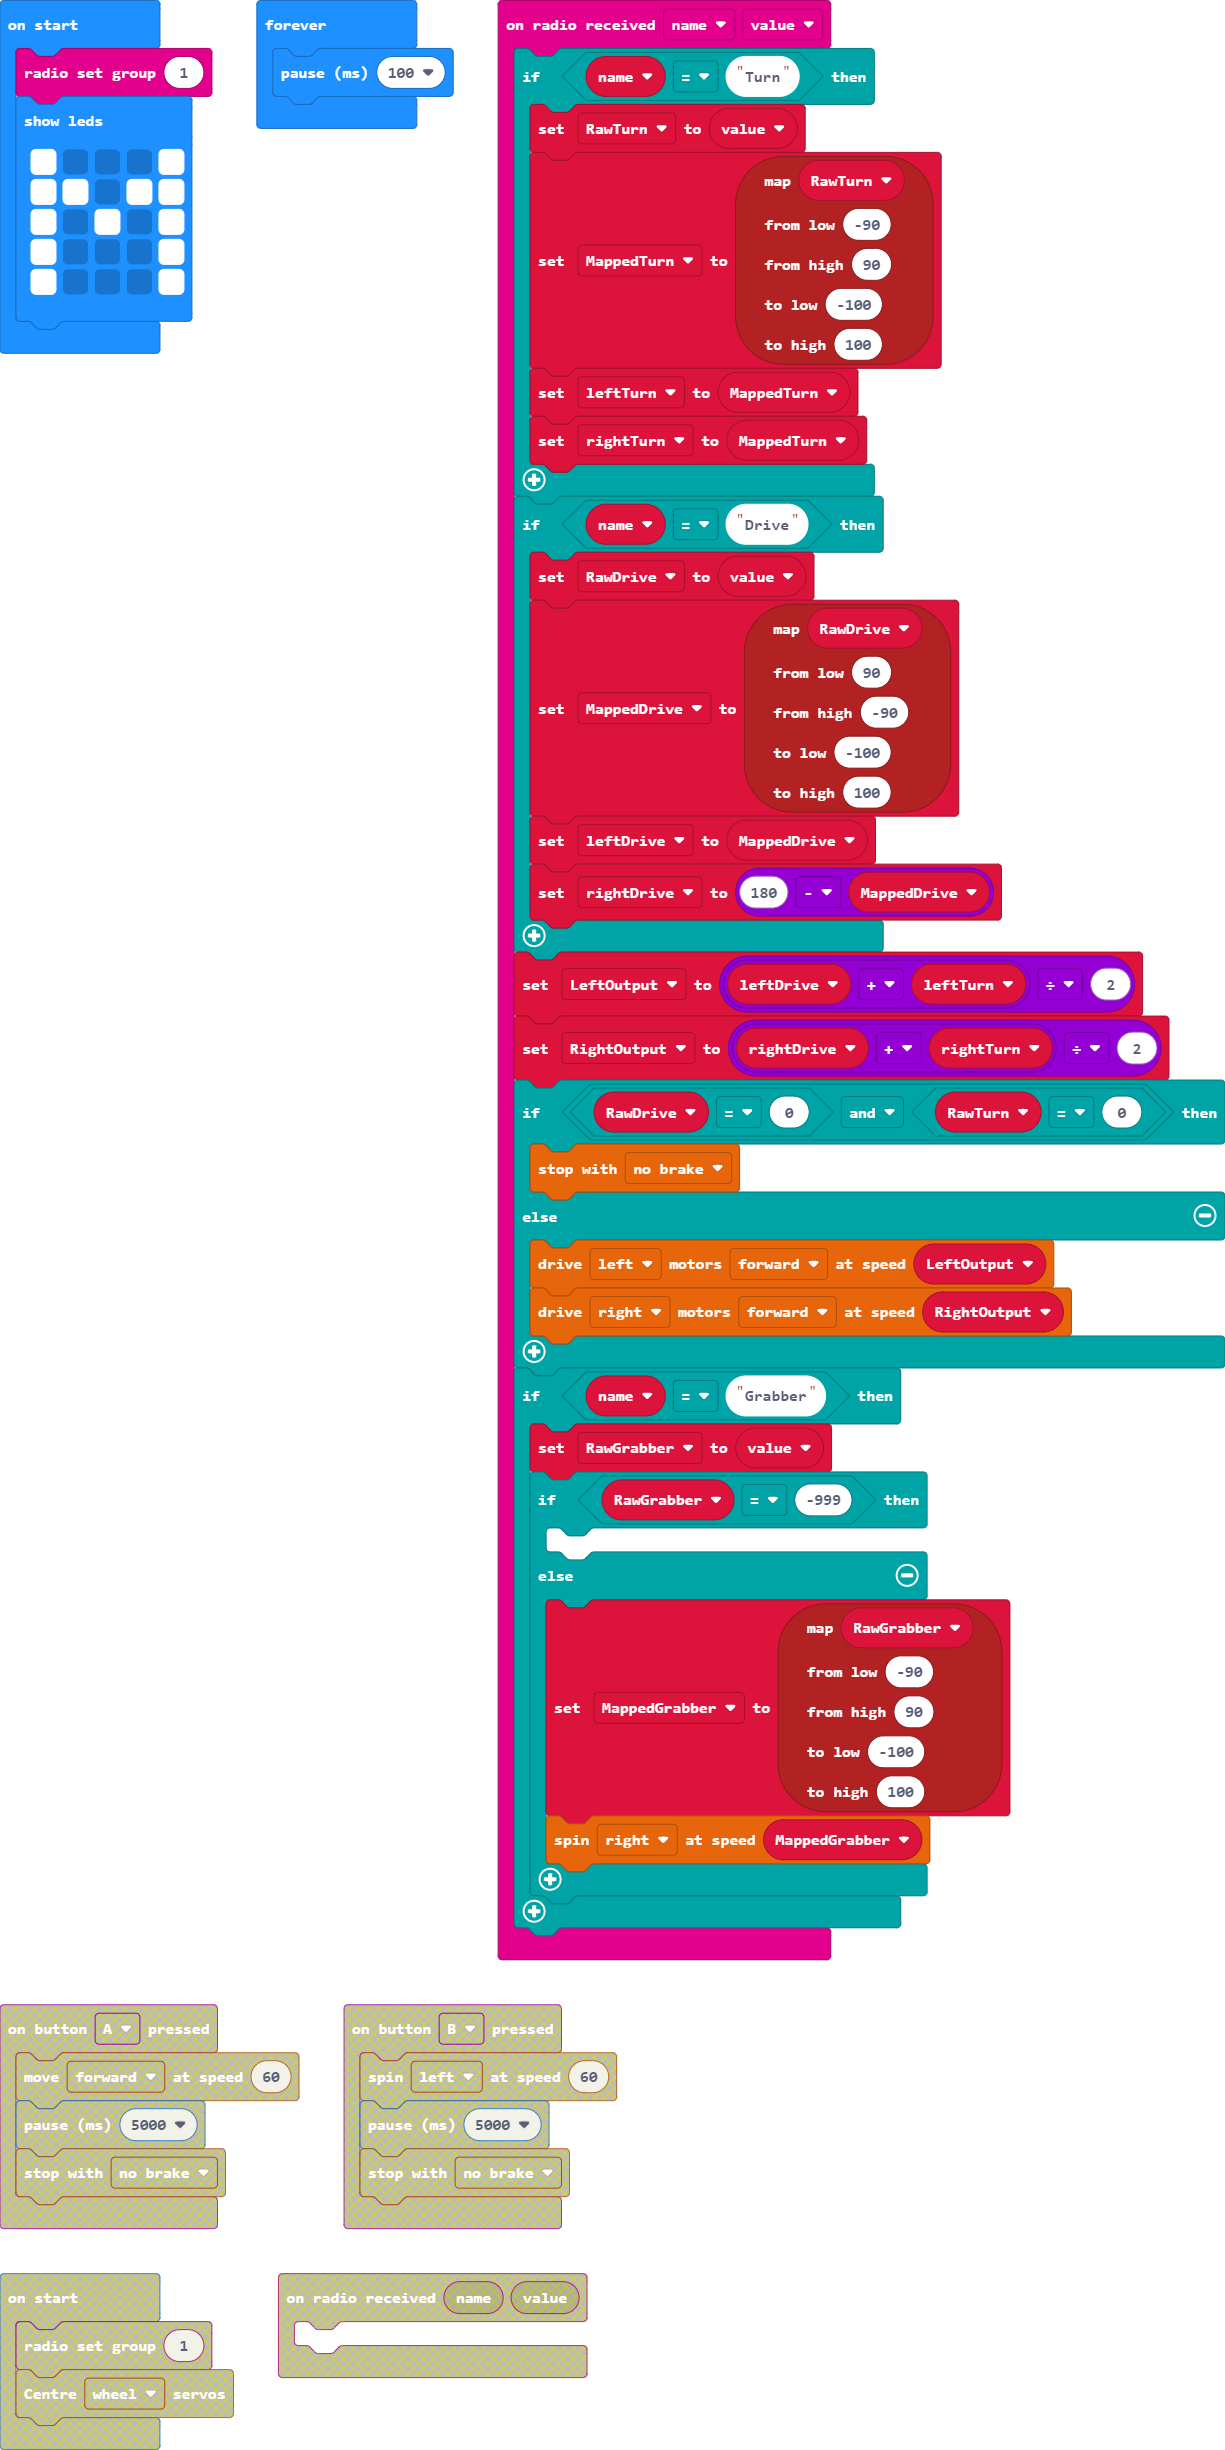 on start
radio set group 1
show leds
forever
pause (ms) 100
on radio received name value
if name = "Turn" then
set RawTurn to value
set MappedTurn to map RawTurn
from low -90
from high 90
to low -100
to high 100
set leftTurn to MappedTurn
set rightTurn to MappedTurn
if name = "Drive" then
set RawDrive to value
set MappedDrive to map RawDrive
from low 90
from high -90
to low -100
to high 100
set leftDrive to MappedDrive
set rightDrive to 180 - MappedDrive
set LeftOutput to leftDrive + leftTurn ÷ 2
set RightOutput to rightDrive + rightTurn ÷ 2
if RawDrive = 0 and RawTurn = 0 then
stop with no brake
else
drive left motors forward at speed LeftOutput
drive right motors forward at speed RightOutput
if name = "Grabber" then
set RawGrabber to value
if RawGrabber = -999 then
else
set MappedGrabber to map RawGrabber
from low -90
from high 90
to low -100
to high 100
spin right at speed MappedGrabber
on button A pressed
move forward at speed 60
pause (ms) 5000
stop with no brake
on button B pressed
spin left at speed 60
pause (ms) 5000
stop with no brake
on start
radio set group 1
Centre wheel servos
on radio received name value